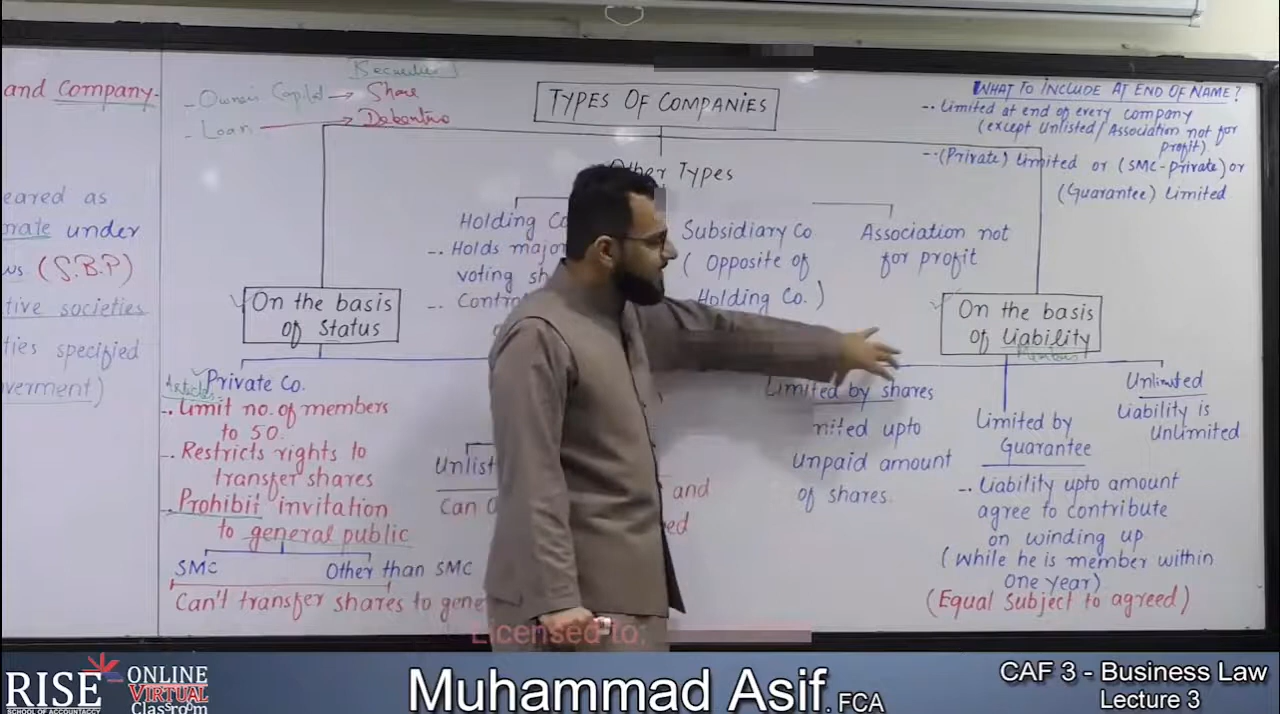 and Company.
eared as
under
(S.B.P)
tive societies
ties specified
verment)
- Owner's Capital → Share
- Loan → Debenture
TYPES OF COMPANIES
Other Types
WHAT TO INCLUDE AT END OF NAME?
-. Limited at end of every company
(except Unlisted/Association not for
profit).
-. (Private) Limited or (SMC-private) or
(Guarantee) Limited
Holding Co
-. Holds major
voting sh
-. Contro
Subsidiary Co
(Opposite of
Holding Co.)
Association not
for profit
On the basis
of Status
On the basis
of Liability
Private Co.
Articles
-. Limit no. of members
to 50.
-. Restricts rights to
transfer shares
-. Prohibit invitation
to general public
SMC
Other than SMC
Can't transfer shares to gene
Unlist
Can
and
ed
Limited by shares
mited upto
unpaid amount
of shares.
Limited by
Guarantee
-. Liability upto amount
agree to contribute
on winding up
(While he is member within
One year)
(Equal Subject to agreed)
Unlimited
Liability is
Unlimited
Licensed to:
RISE
SCHOOL OF ACCOUNTANCY
ONLINE
VIRTUAL
Classroom
Muhammad Asif. FCA
CAF 3 - Business Law
Lecture 3